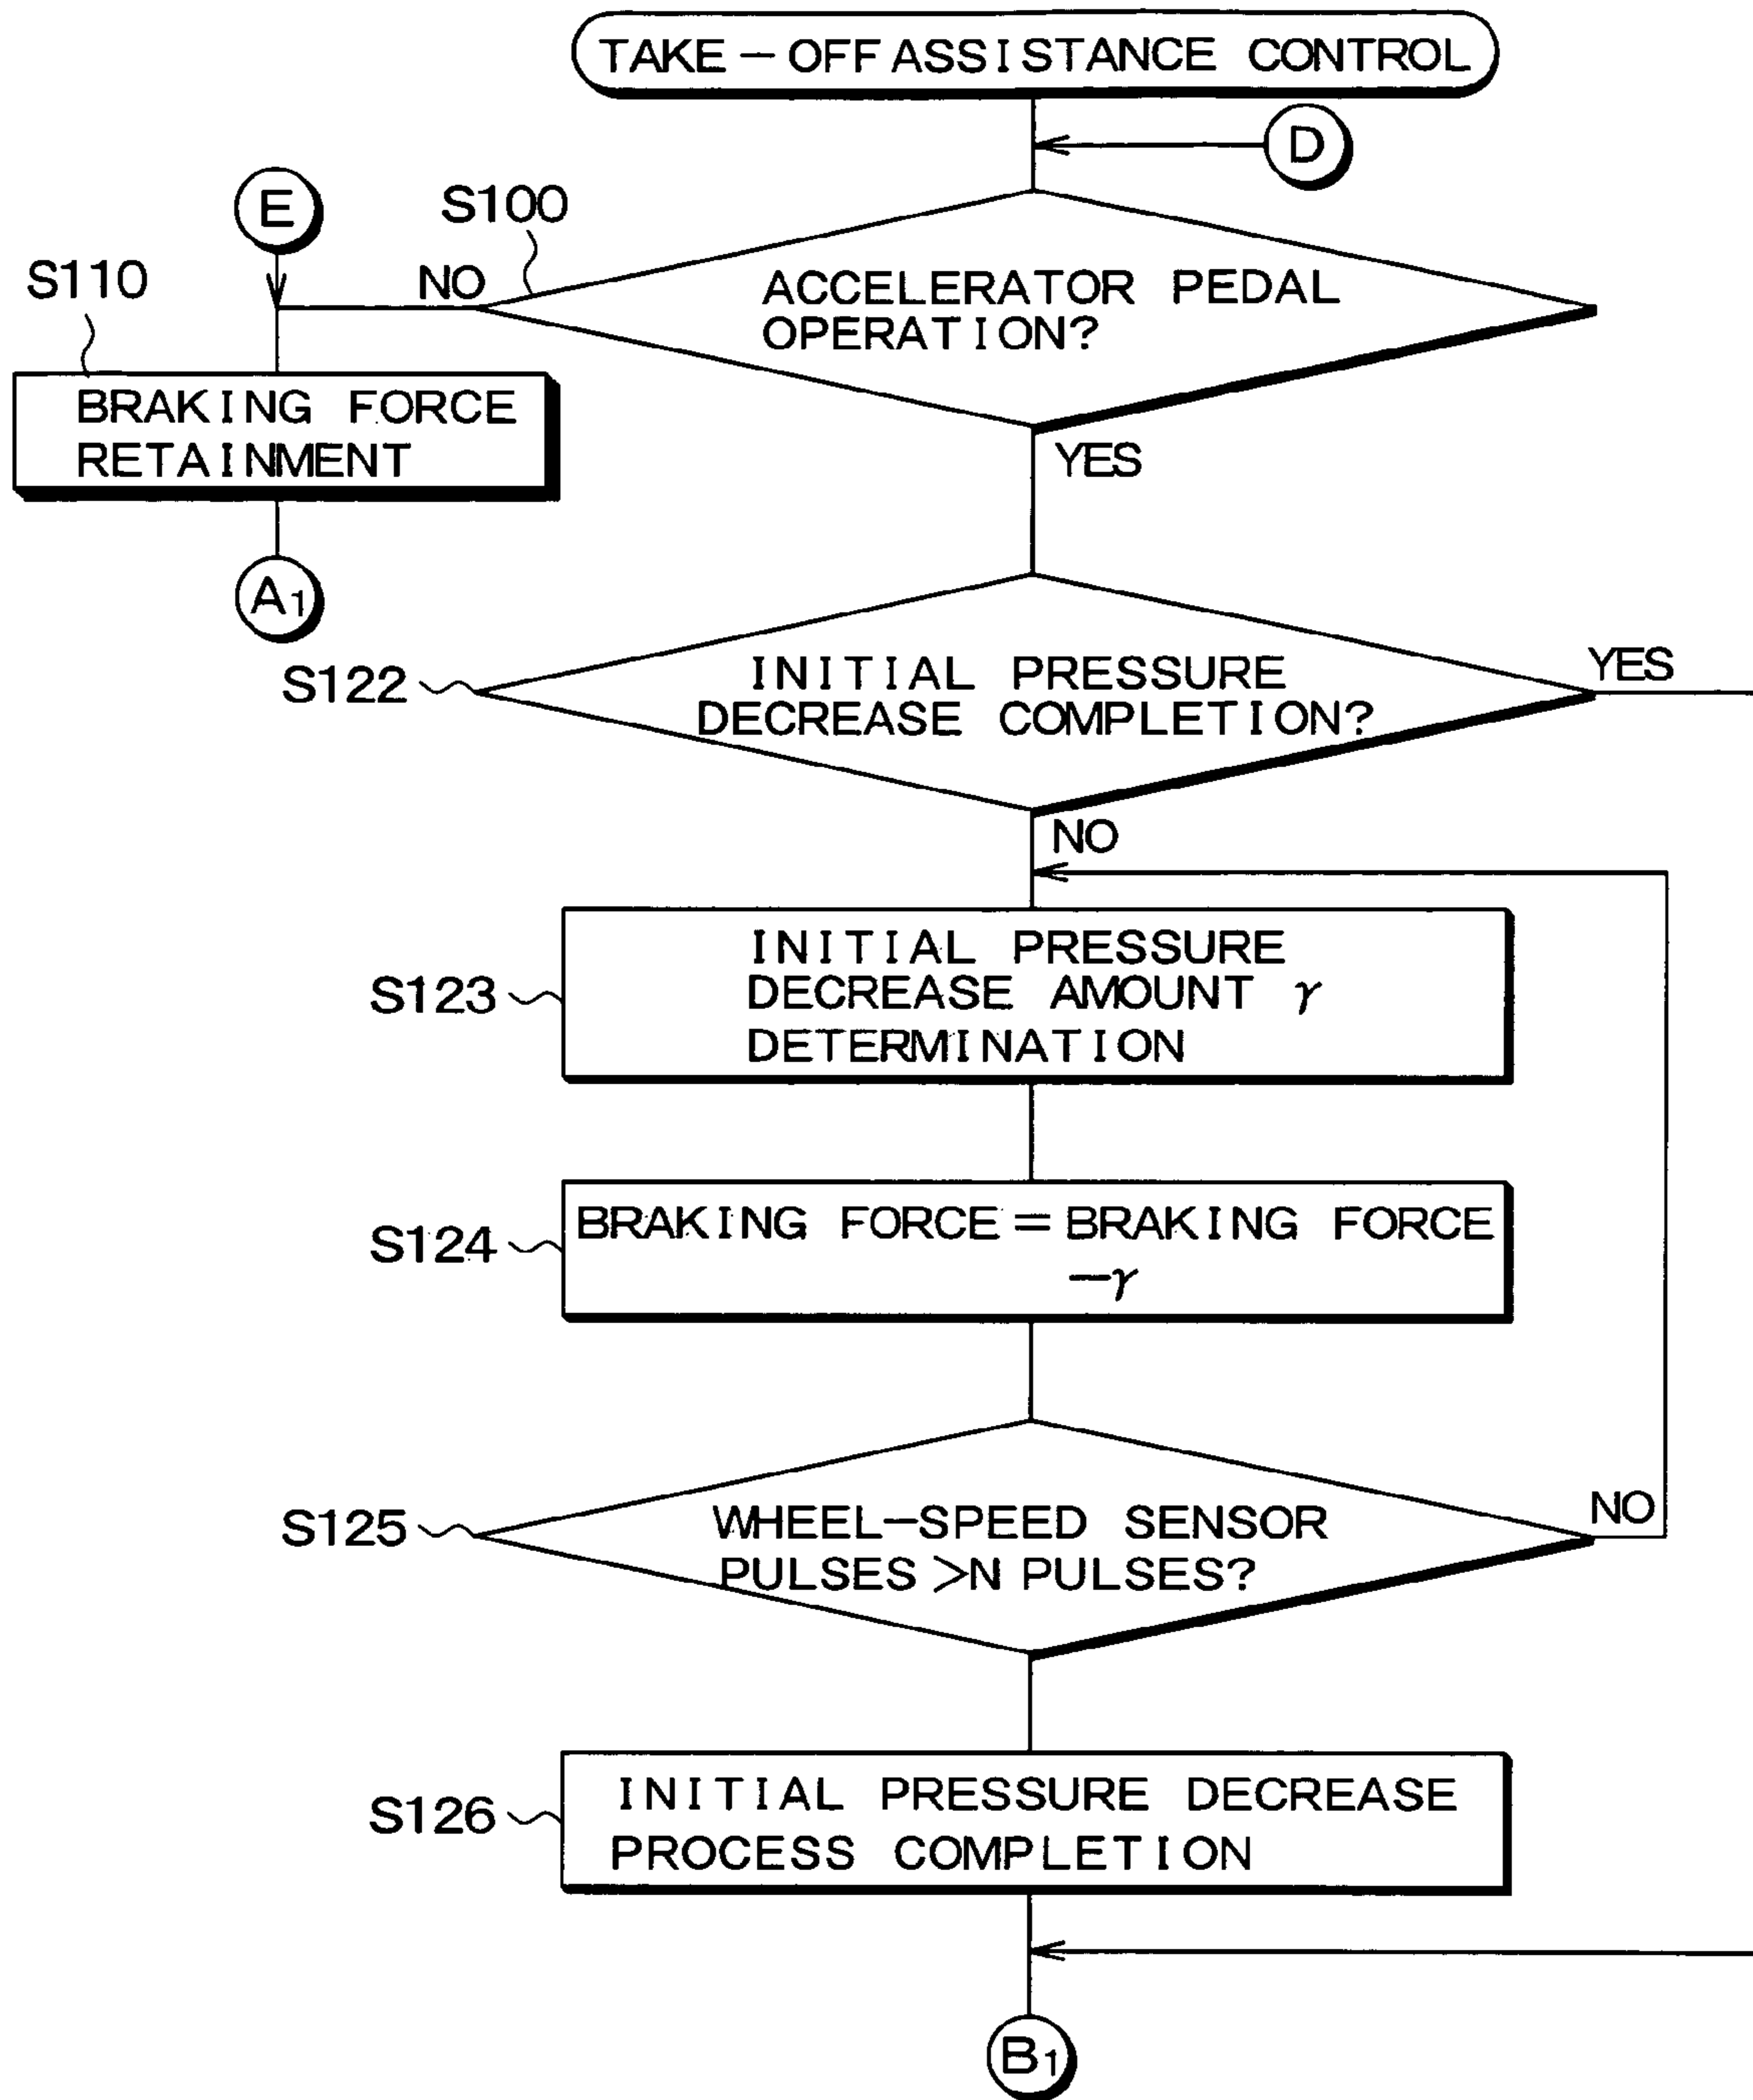 TAKE-OFF ASSISTANCE CONTROL
D
E
S100
S110
NO
ACCELERATOR PEDAL
OPERATION?
BRAKING FORCE
RETAINMENT
YES
A1
S122
INITIAL PRESSURE
DECREASE COMPLETION?
YES
NO
S123
INITIAL PRESSURE
DECREASE AMOUNT γ
DETERMINATION
S124
BRAKING FORCE=BRAKING FORCE
-γ
S125
WHEEL-SPEED SENSOR
PULSES >N PULSES?
NO
S126
INITIAL PRESSURE DECREASE
PROCESS COMPLETION
B1